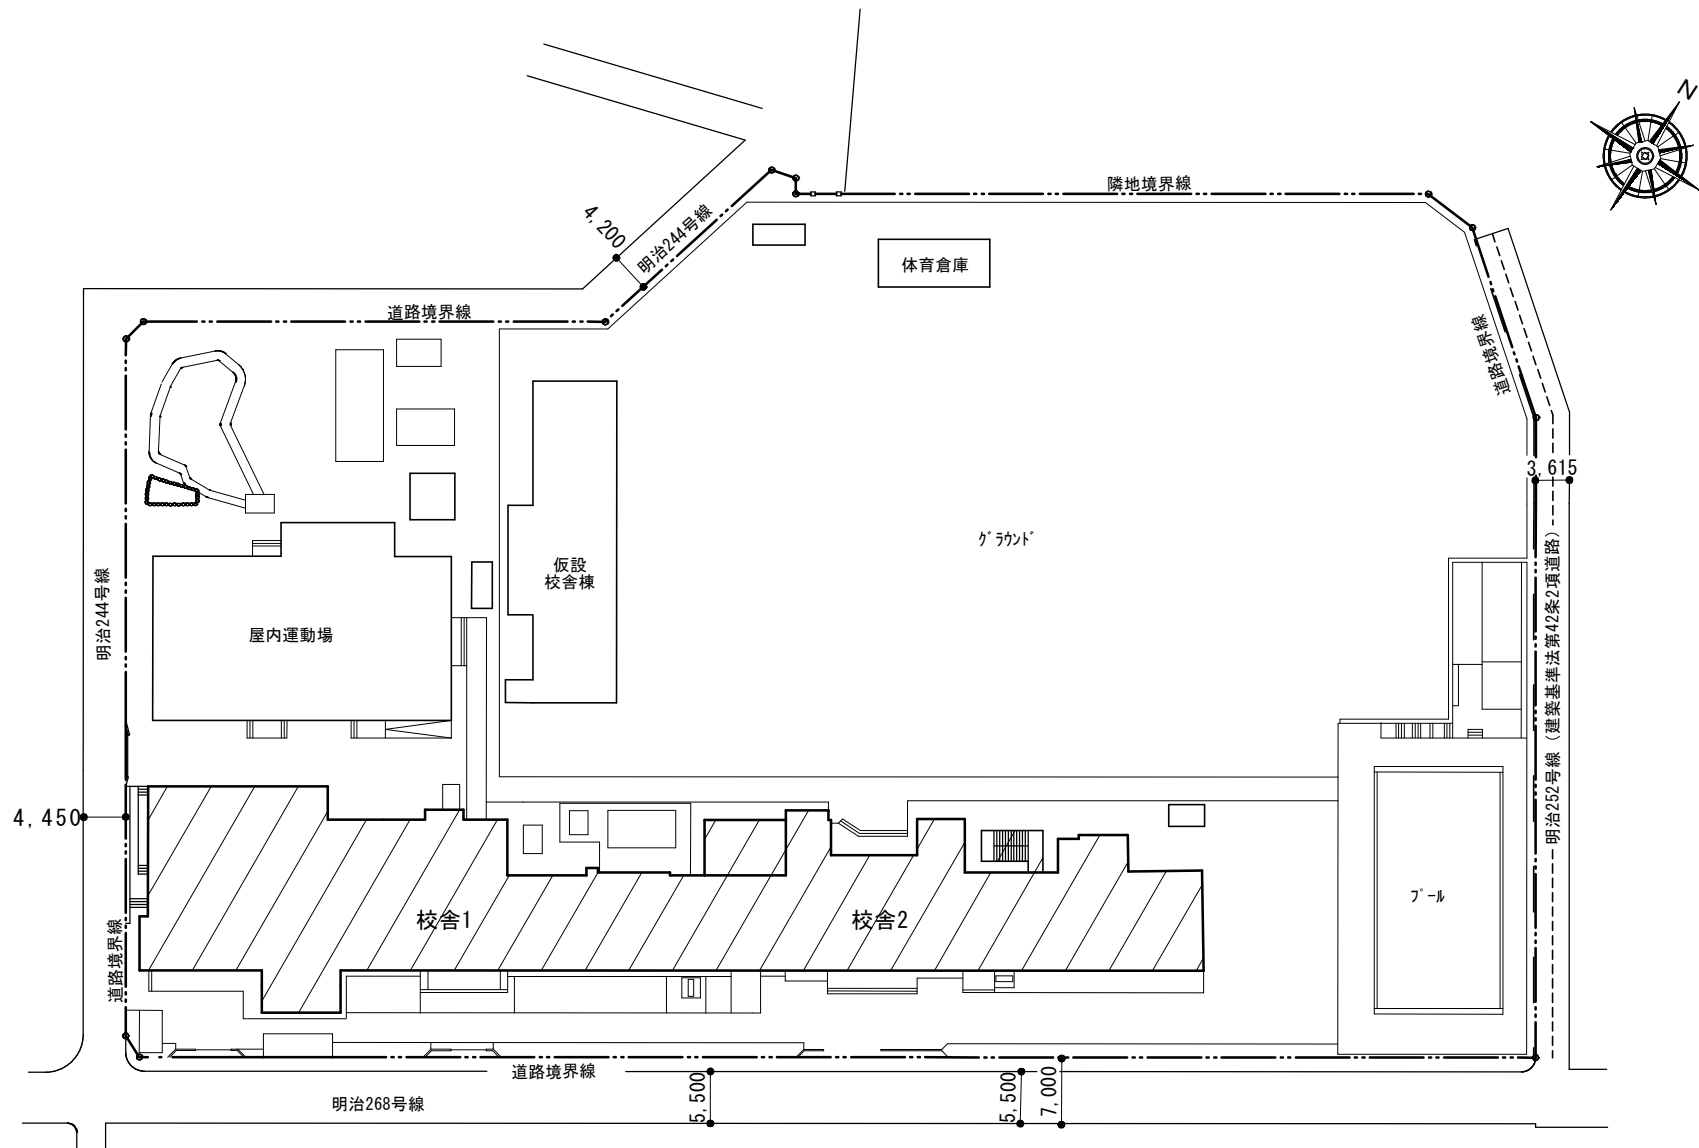 N
隣地境界線
4,200
明治244号線
体育倉庫
道路境界線
道路境界線
3,615
グラウンド
仮設
校舎棟
明治244号線
屋内運動場
明治252号線(建築基準法第42条2項道路)
4,450
校舎1
校舎2
プール
道路境界線
道路境界線
明治268号線
5,500
5,500
7,000